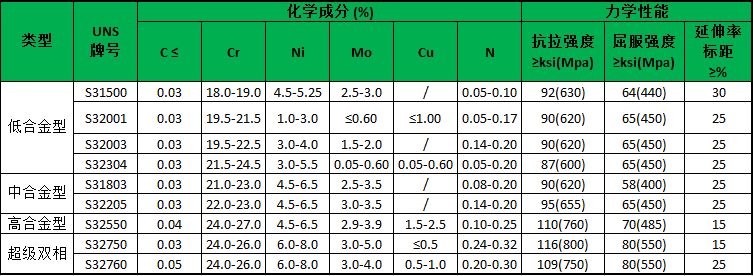 类型 UNS 牌号 化学成分 (%) 力学性能
C ≤ Cr Ni Mo Cu N 抗拉强度 ≥ksi(Mpa) 屈服强度 ≥ksi(Mpa) 延伸率 标距 ≥%
低合金型 S31500 0.03 18.0-19.0 4.5-5.25 2.5-3.0 / 0.05-0.10 92(630) 64(440) 30
S32001 0.03 19.5-21.5 1.0-3.0 ≤0.60 ≤1.00 0.05-0.17 90(620) 65(450) 25
S32003 0.03 19.5-22.5 3.0-4.0 1.5-2.0 / 0.14-0.20 90(620) 65(450) 25
S32304 0.03 21.5-24.5 3.0-5.5 0.05-0.60 0.05-0.60 0.05-0.20 87(600) 65(450) 25
中合金型 S31803 0.03 21.0-23.0 4.5-6.5 2.5-3.5 / 0.08-0.20 90(620) 58(400) 25
S32205 0.03 22.0-23.0 4.5-6.5 3.0-3.5 / 0.14-0.20 95(655) 65(450) 25
高合金型 S32550 0.04 24.0-27.0 4.5-6.5 2.9-3.9 1.5-2.5 0.10-0.25 110(760) 70(485) 15
超级双相 S32750 0.03 24.0-26.0 6.0-8.0 3.0-5.0 ≤0.5 0.24-0.32 116(800) 80(550) 15
S32760 0.05 24.0-26.0 6.0-8.0 3.0-4.0 0.5-1.0 0.20-0.30 109(750) 80(550) 25